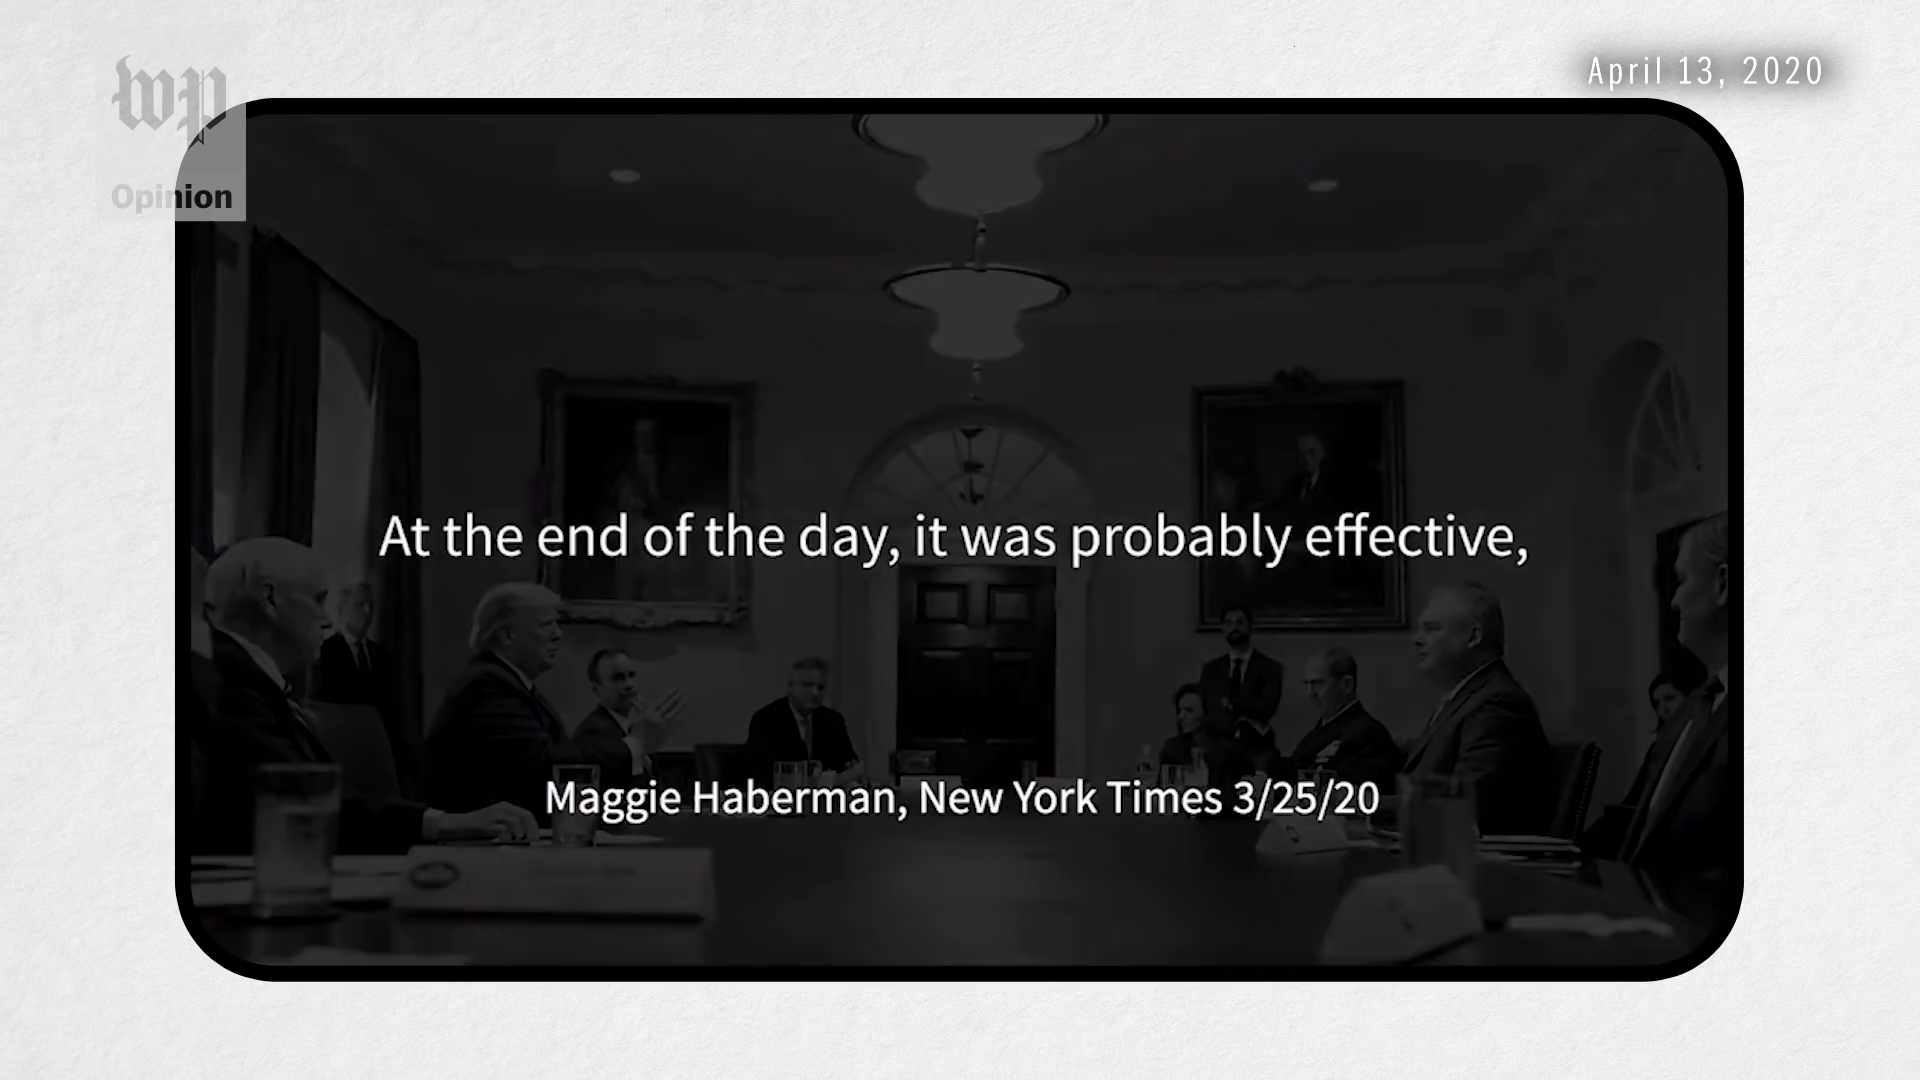 wp
Opinion
April 13, 2020
At the end of the day, it was probably effective,
Maggie Haberman, New York Times 3/25/20